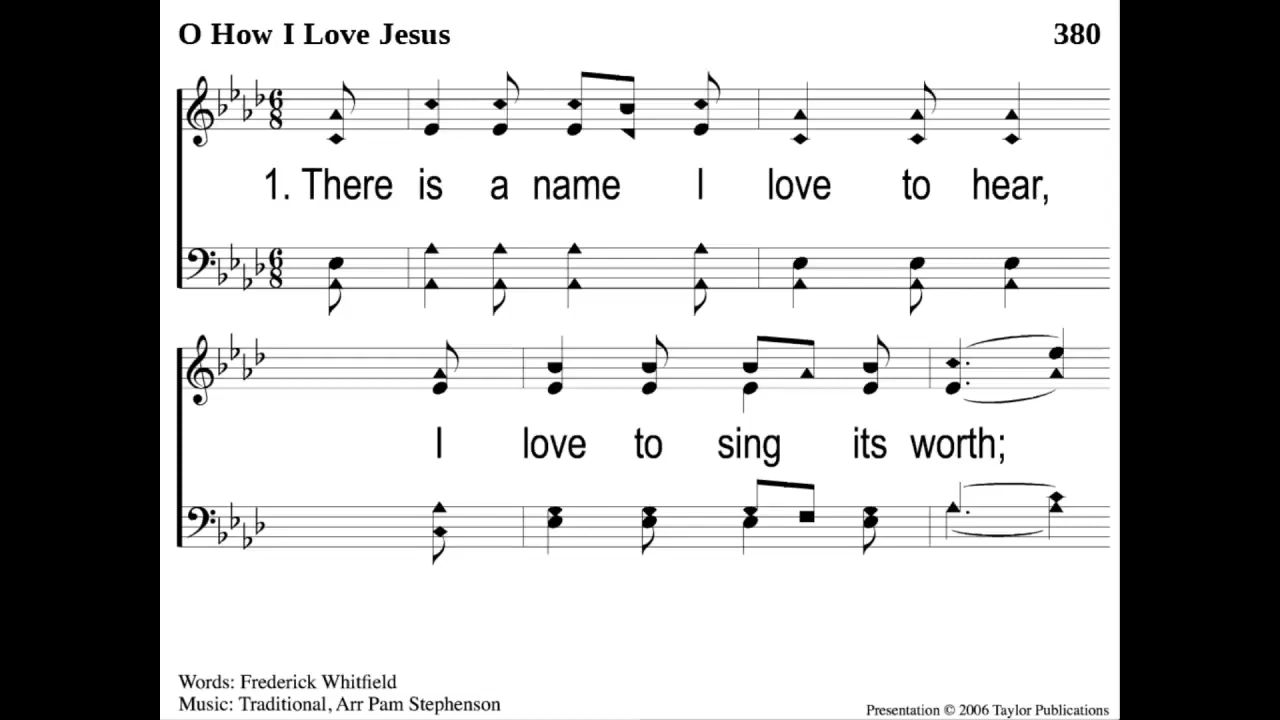 O How I Love Jesus 380
1. There is a name I love to hear,
I love to sing its worth;
Words: Frederick Whitfield
Music: Traditional, Arr Pam Stephenson
Presentation © 2006 Taylor Publications